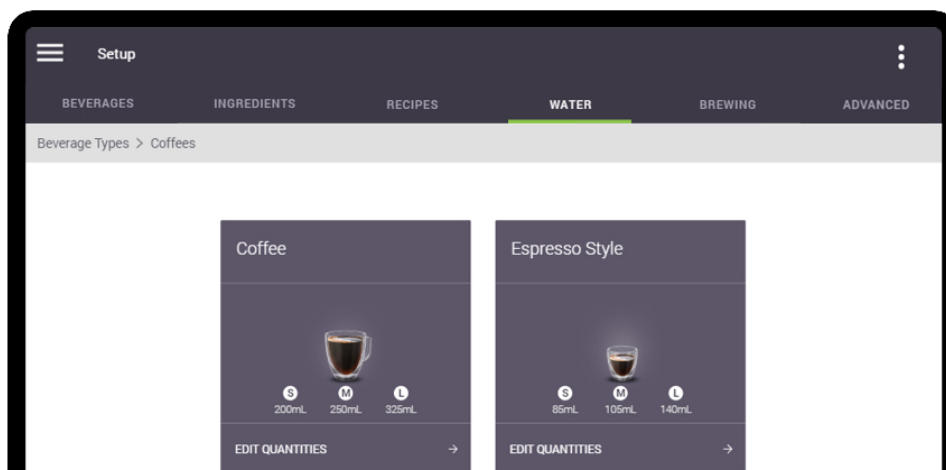 Setup
BEVERAGES INGREDIENTS RECIPES WATER BREWING ADVANCED
Beverage Types > Coffees
Coffee
S M L
200mL 250mL 325mL
EDIT QUANTITIES →
Espresso Style
S M L
85mL 105mL 140mL
EDIT QUANTITIES →